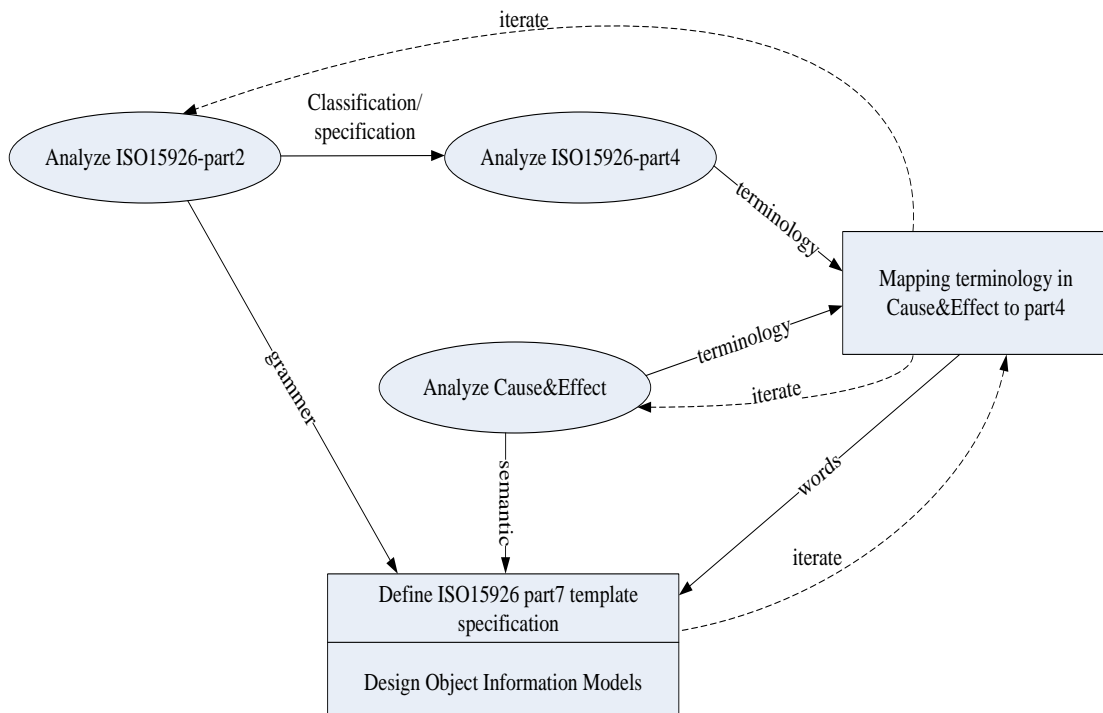 iterate
Classification/
specification
Analyze ISO15926-part2
Analyze ISO15926-part4
terminology
Mapping terminology in
Cause&Effect to part4
terminology
grammer
Analyze Cause&Effect
iterate
semantic
words
iterate
Define ISO15926 part7 template
specification
Design Object Information Models